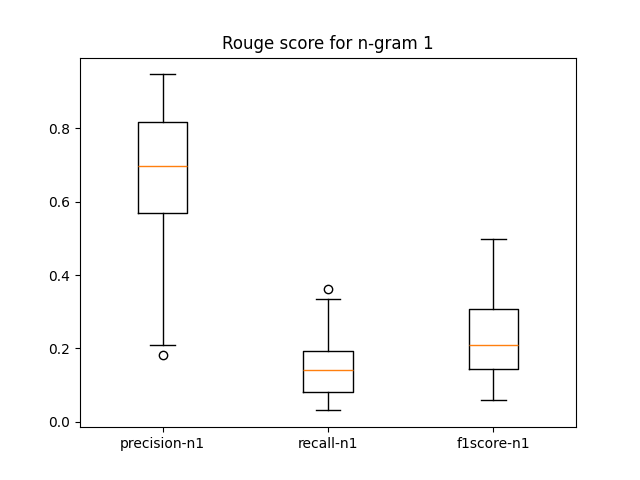 Rouge score for n-gram 1
0.8
0.6
0.4
0.2
0.0
precision-n1
recall-n1
f1score-n1